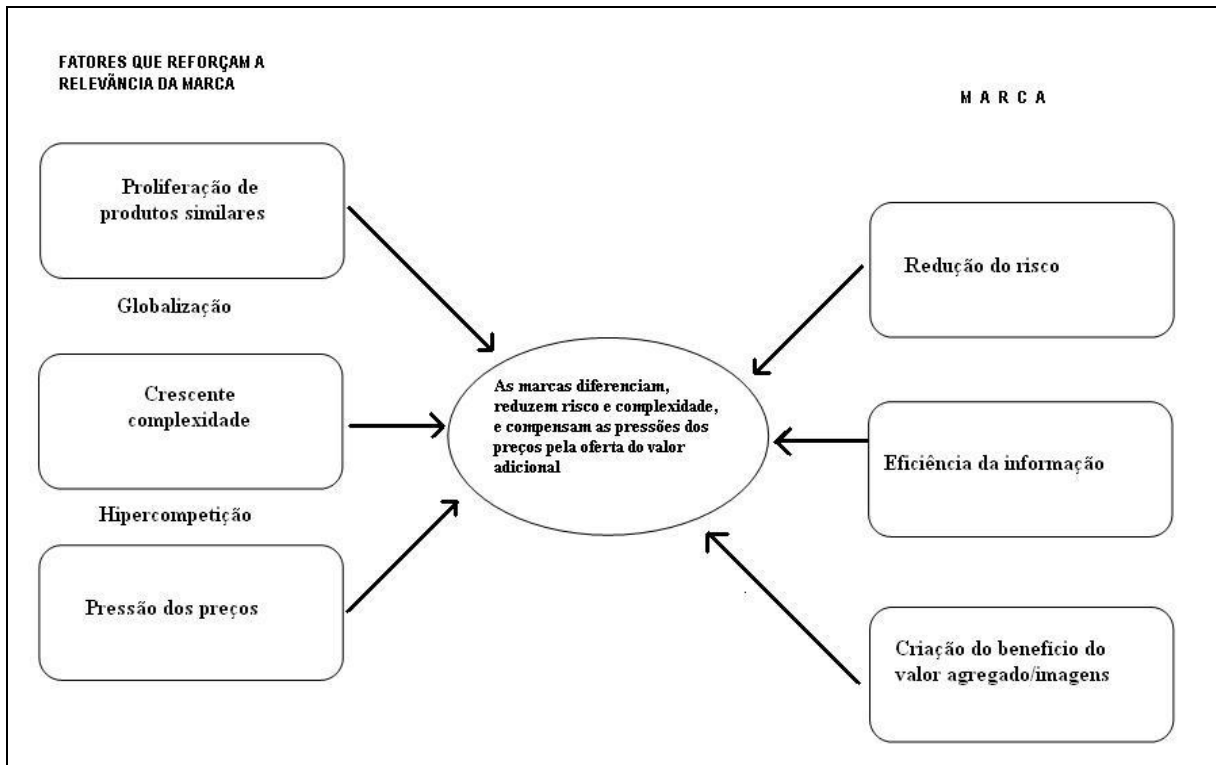 FATORES QUE REFORÇAM A
RELEVÂNCIA DA MARCA
Proliferação de
produtos similares
Globalização
Crescente
complexidade
Hipercompetição
Pressão dos preços
As marcas diferenciam,
reduzem risco e complexidade,
e compensam as pressões dos
preços pela oferta do valor
adicional
M A R C A
Redução do risco
Eficiência da informação
Criação do benefício do
valor agregado/imagens